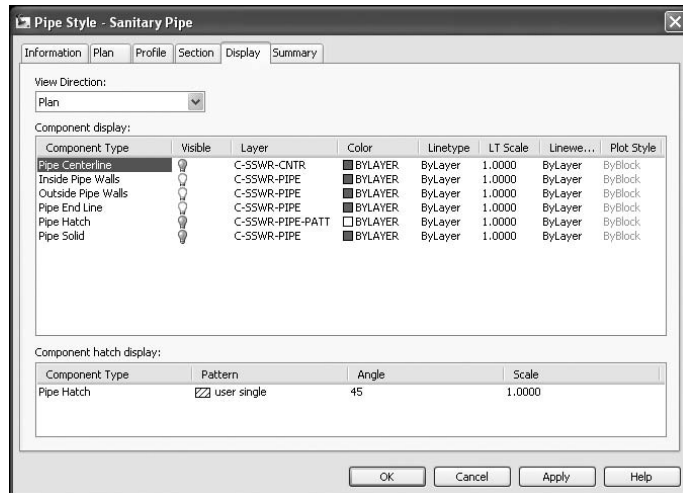 Pipe Style - Sanitary Pipe
Information Plan Profile Section Display Summary
View Direction:
Plan
Component display:
Component Type Visible Layer Color Linetype LT Scale Linewe... Plot Style
Pipe Centerline C-SSWR-CNTR BYLAYER ByLayer 1.0000 ByLayer ByBlock
Inside Pipe Walls C-SSWR-PIPE BYLAYER ByLayer 1.0000 ByLayer ByBlock
Outside Pipe Walls C-SSWR-PIPE BYLAYER ByLayer 1.0000 ByLayer ByBlock
Pipe End Line C-SSWR-PIPE BYLAYER ByLayer 1.0000 ByLayer ByBlock
Pipe Hatch C-SSWR-PIPE-PATT BYLAYER ByLayer 1.0000 ByLayer ByBlock
Pipe Solid C-SSWR-PIPE BYLAYER ByLayer 1.0000 ByLayer ByBlock
Component hatch display:
Component Type Pattern Angle Scale
Pipe Hatch user single 45 1.0000
OK Cancel Apply Help